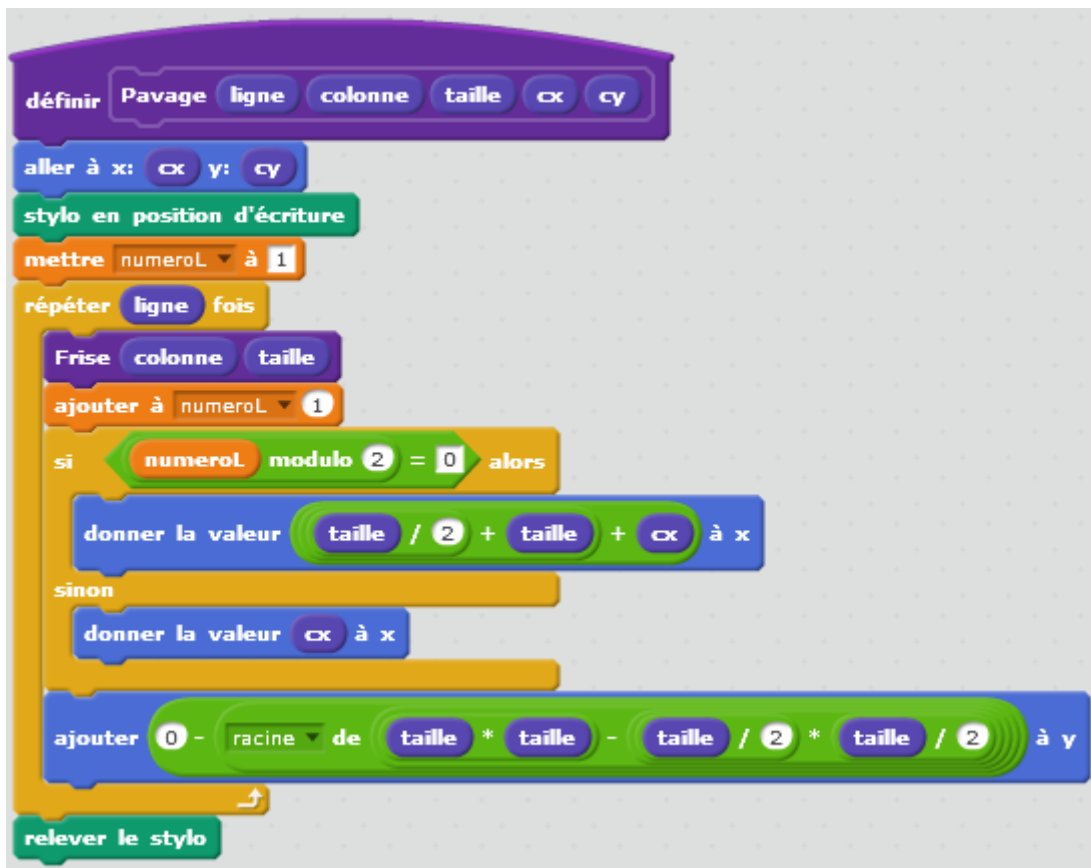 définir Pavage ligne colonne taille cx cy
aller à x: cx y: cy
stylo en position d'écriture
mettre numeroL à 1
répéter ligne fois
Frise colonne taille
ajouter à numeroL 1
si numeroL modulo 2 = 0 alors
donner la valeur taille / 2 + taille + cx à x
sinon
donner la valeur cx à x
ajouter 0 - racine de taille * taille - taille / 2 * taille / 2 à y
relever le stylo